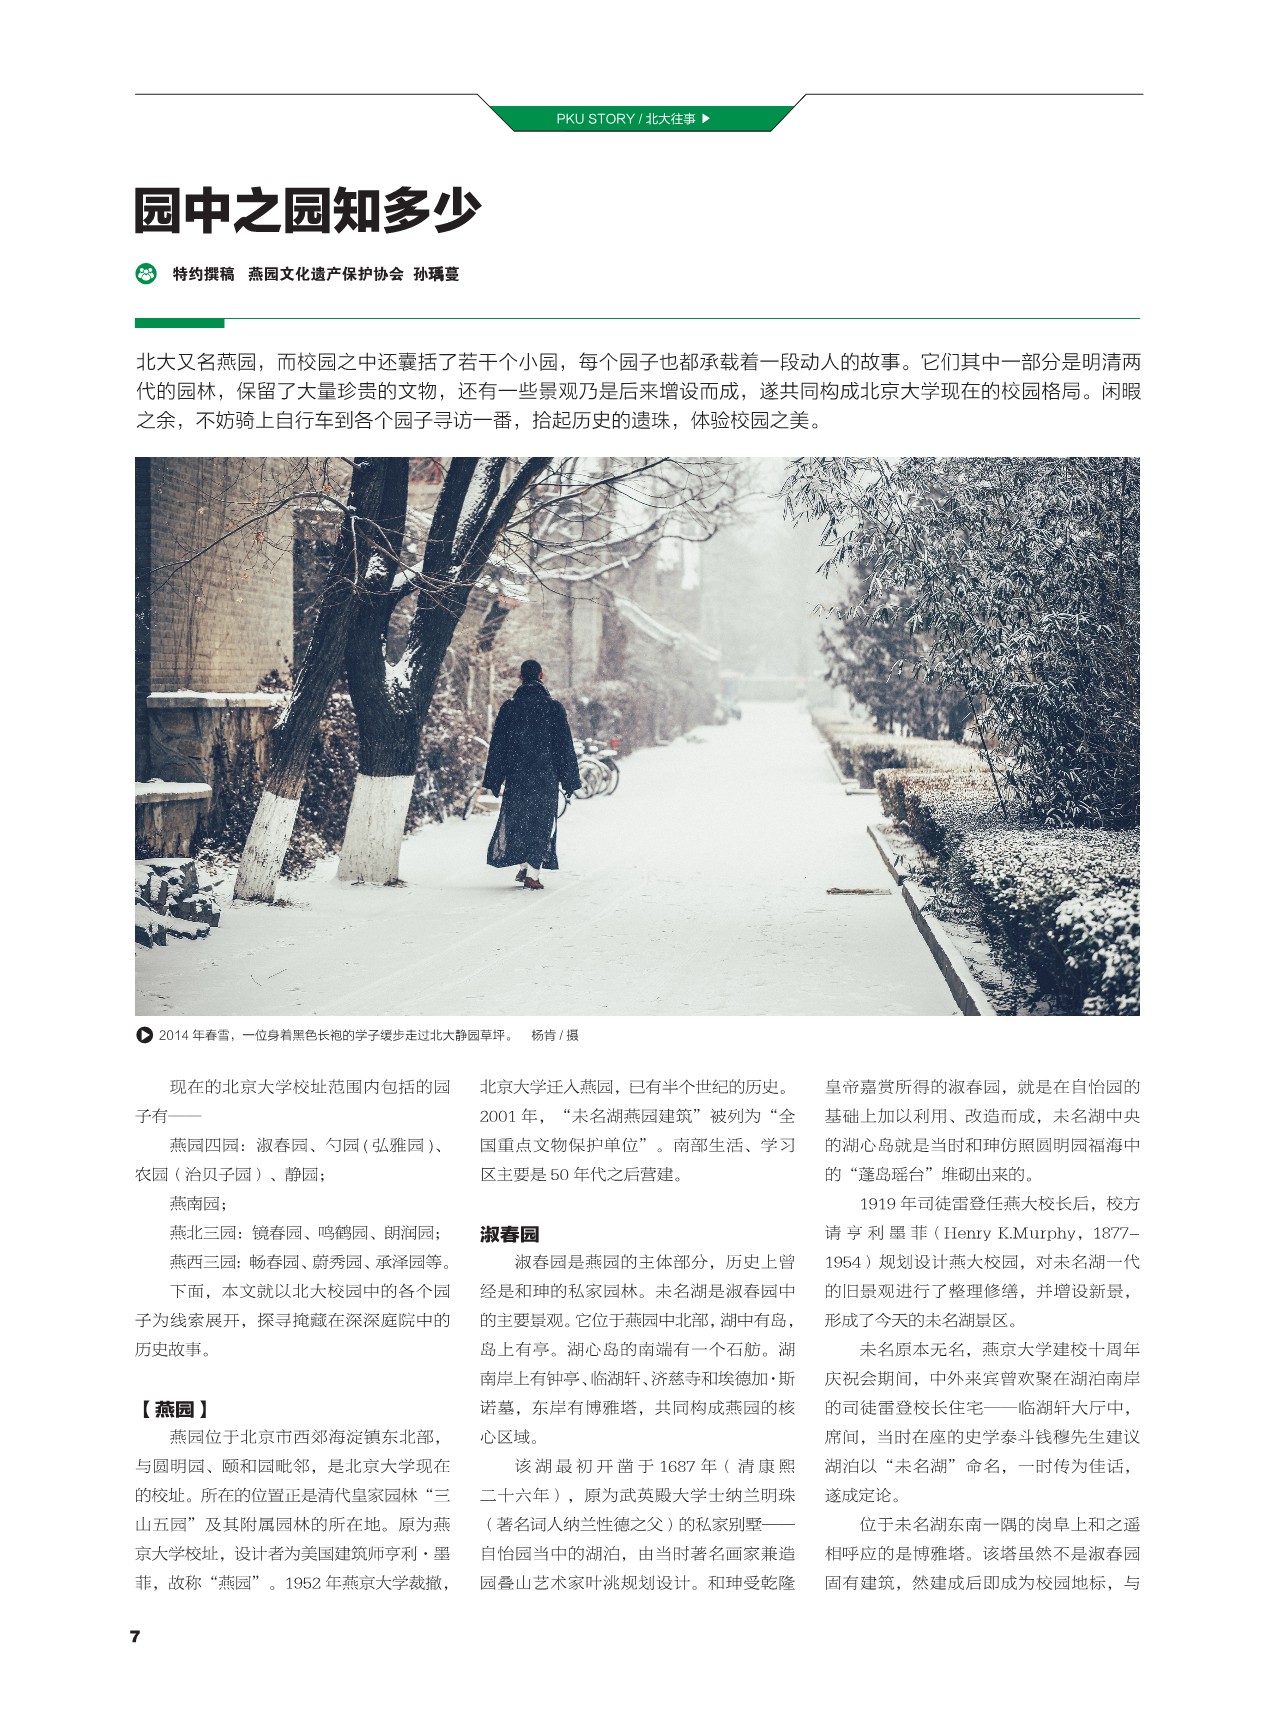 PKU STORY / 北大往事
园中之园知多少
特约撰稿 燕园文化遗产保护协会 孙瑀蔓
北大又名燕园，而校园之中还囊括了若干个小园，每个园子也都承载着一段动人的故事。它们其中一部分是明清两
代的园林，保留了大量珍贵的文物，还有一些景观乃是后来增设而成，遂共同构成北京大学现在的校园格局。闲暇
之余，不妨骑上自行车到各个园子寻访一番，拾起历史的遗珠，体验校园之美。
2014 年春雪，一位身着黑色长袍的学子缓步走过北大静园草坪。 杨肯 / 摄
现在的北京大学校址范围内包括的园
子有——
燕园四园：淑春园、勺园 ( 弘雅园 )、
农园（治贝子园）、静园；
燕南园；
燕北三园：镜春园、鸣鹤园、朗润园；
燕西三园：畅春园、蔚秀园、承泽园等。
下面，本文就以北大校园中的各个园
子为线索展开，探寻掩藏在深深庭院中的
历史故事。
【燕园】
燕园位于北京市西郊海淀镇东北部，
与圆明园、颐和园毗邻，是北京大学现在
的校址。所在的位置正是清代皇家园林“三
山五园”及其附属园林的所在地。原为燕
京大学校址，设计者为美国建筑师亨利·墨
菲，故称“燕园”。1952 年燕京大学裁撤，
北京大学迁入燕园，已有半个世纪的历史。
2001 年，“未名湖燕园建筑”被列为“全
国重点文物保护单位”。南部生活、学习
区主要是 50 年代之后营建。
淑春园
淑春园是燕园的主体部分，历史上曾
经是和珅的私家园林。未名湖是淑春园中
的主要景观。它位于燕园中北部，湖中有岛，
岛上有亭。湖心岛的南端有一个石舫。湖
南岸上有钟亭、临湖轩、济慈寺和埃德加·斯
诺墓，东岸有博雅塔，共同构成燕园的核
心区域。
该湖最初开凿于 1687 年（清康熙
二十六年），原为武英殿大学士纳兰明珠
（著名词人纳兰性德之父）的私家别墅——
自怡园当中的湖泊，由当时著名画家兼造
园叠山艺术家叶洮规划设计。和珅受乾隆
皇帝嘉赏所得的淑春园，就是在自怡园的
基础上加以利用、改造而成，未名湖中央
的湖心岛就是当时和珅仿照圆明园福海中
的“蓬岛瑶台”堆砌出来的。
1919 年司徒雷登任燕大校长后，校方
请亨利墨菲（Henry K.Murphy，1877–
1954）规划设计燕大校园，对未名湖一代
的旧景观进行了整理修缮，并增设新景，
形成了今天的未名湖景区。
未名原本无名，燕京大学建校十周年
庆祝会期间，中外来宾曾欢聚在湖泊南岸
的司徒雷登校长住宅——临湖轩大厅中，
席间，当时在座的史学泰斗钱穆先生建议
湖泊以“未名湖”命名，一时传为佳话，
遂成定论。
位于未名湖东南一隅的岗阜上和之遥
相呼应的是博雅塔。该塔虽然不是淑春园
固有建筑，然建成后即成为校园地标，与
7